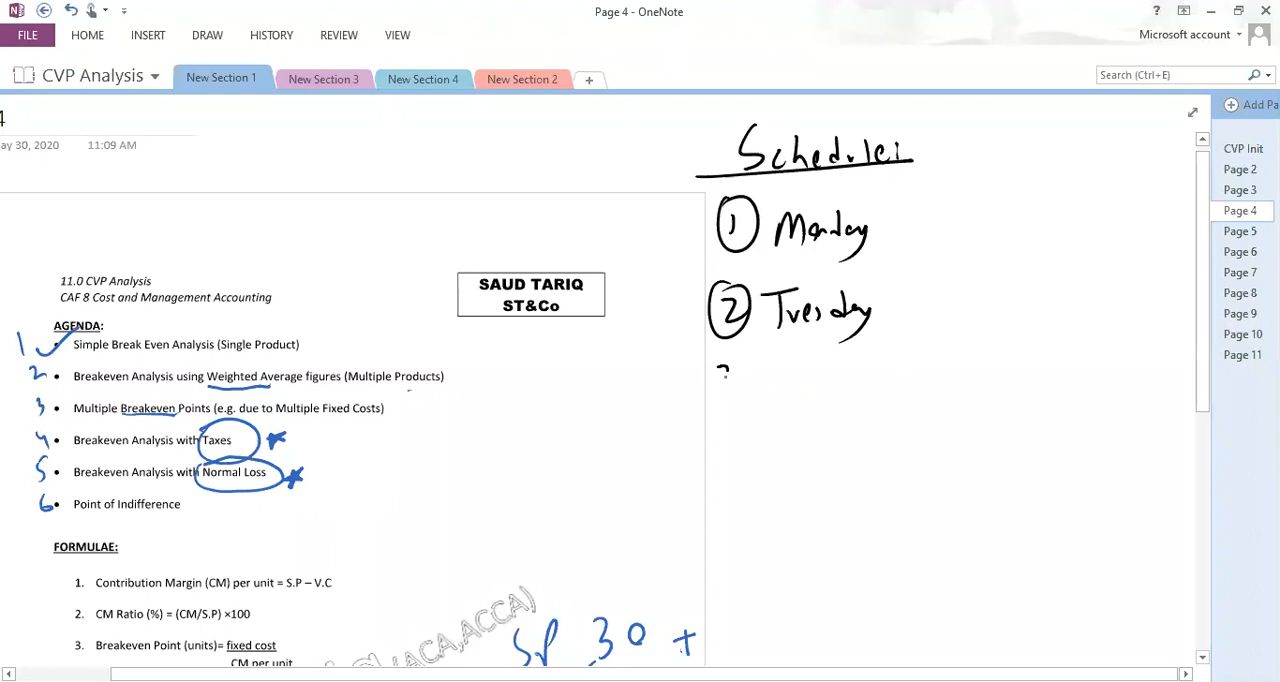 Page 4 - OneNote
?
FILE HOME INSERT DRAW HISTORY REVIEW VIEW
Microsoft account
CVP Analysis
New Section 1
New Section 3
New Section 4
New Section 2
+
Search (Ctrl+E)
4
ay 30, 2020 11:09 AM
Add Pa
CVP Init
Page 2
Page 3
Page 4
Page 5
Page 6
Page 7
Page 8
Page 9
Page 10
Page 11
11.0 CVP Analysis
CAF 8 Cost and Management Accounting
SAUD TARIQ
ST&Co
AGENDA:
1 • Simple Break Even Analysis (Single Product)
2 • Breakeven Analysis using Weighted Average figures (Multiple Products)
3 • Multiple Breakeven Points (e.g. due to Multiple Fixed Costs)
4 • Breakeven Analysis with Taxes
5 • Breakeven Analysis with Normal Loss
6 • Point of Indifference
FORMULAE:
1. Contribution Margin (CM) per unit = S.P – V.C
2. CM Ratio (%) = (CM/S.P) ×100
3. Breakeven Point (units)= fixed cost
CM per unit
(ACA,ACCA)
SP 30 +
Schedule:
1 Monday
2 Tuesday